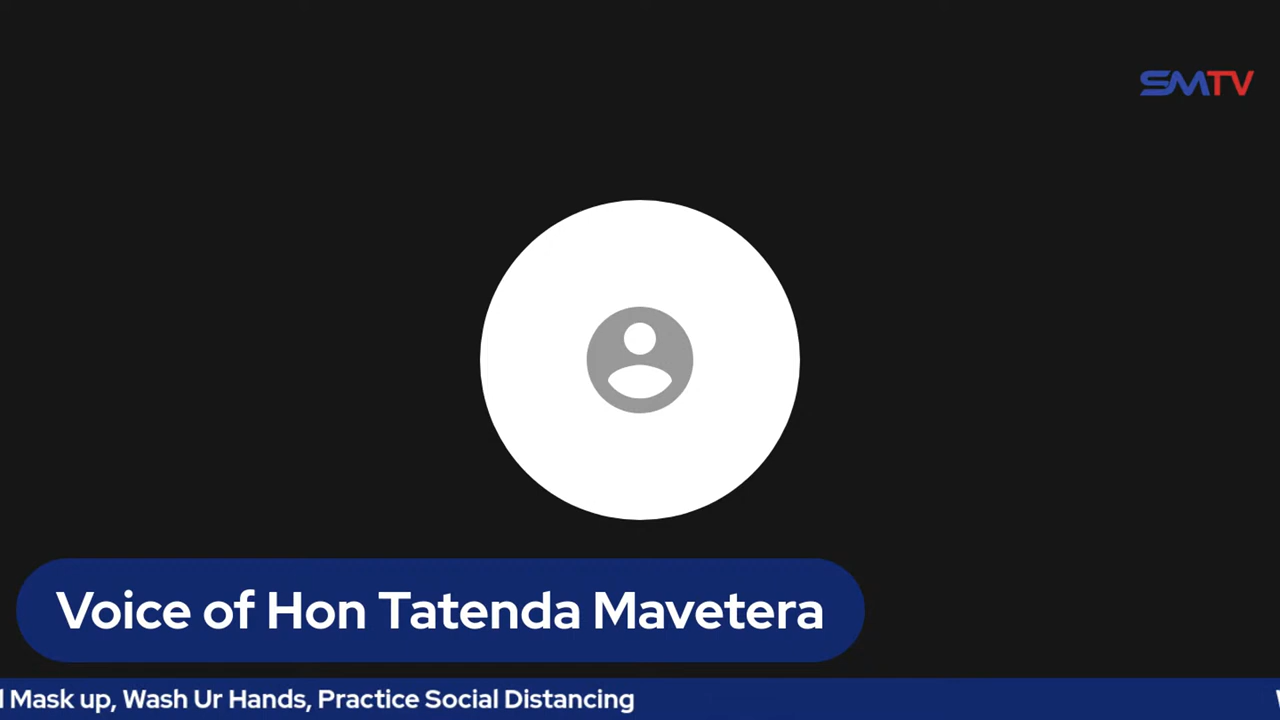 SMTV
Voice of Hon Tatenda Mavetera
Mask up, Wash Ur Hands, Practice Social Distancing